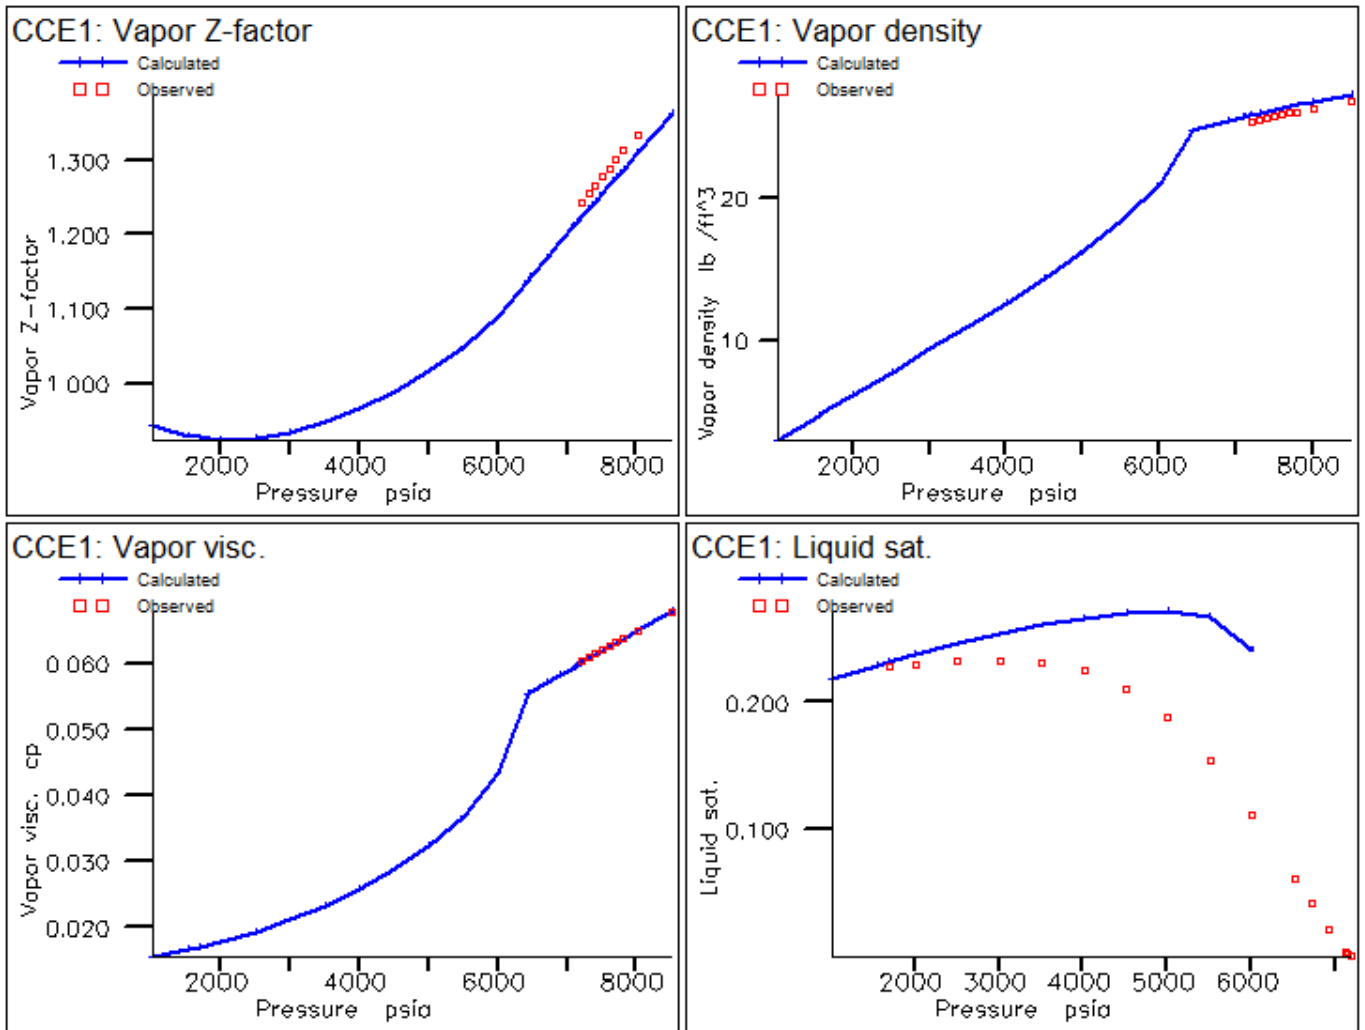 CCE1: Vapor Z-factor
Calculated
Observed
1.300
1.200
1.100
1 000
Vapor Z-factor
2000 4000 6000 8000
Pressure psia
CCE1: Vapor density
Calculated
Observed
20
10
Vapor density lb /ft^3
2000 4000 6000 8000
Pressure psia
CCE1: Vapor visc.
Calculated
Observed
0.060
0.050
0.040
0.030
0.020
Vapor visc. cp
2000 4000 6000 8000
Pressure psia
CCE1: Liquid sat.
Calculated
Observed
0.200
0.100
Liquid sat.
2000 3000 4000 5000 6000
Pressure psia